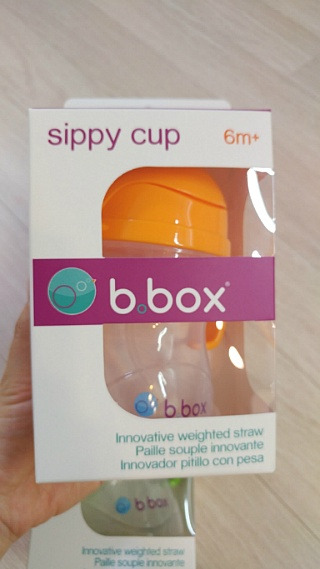 sippy cup
6m+
b.box®
b.box
Innovative weighted straw
Paille souple innovante
Innovador pitillo con pesa
b.box
Innovative weighted straw
Paille souple innovante